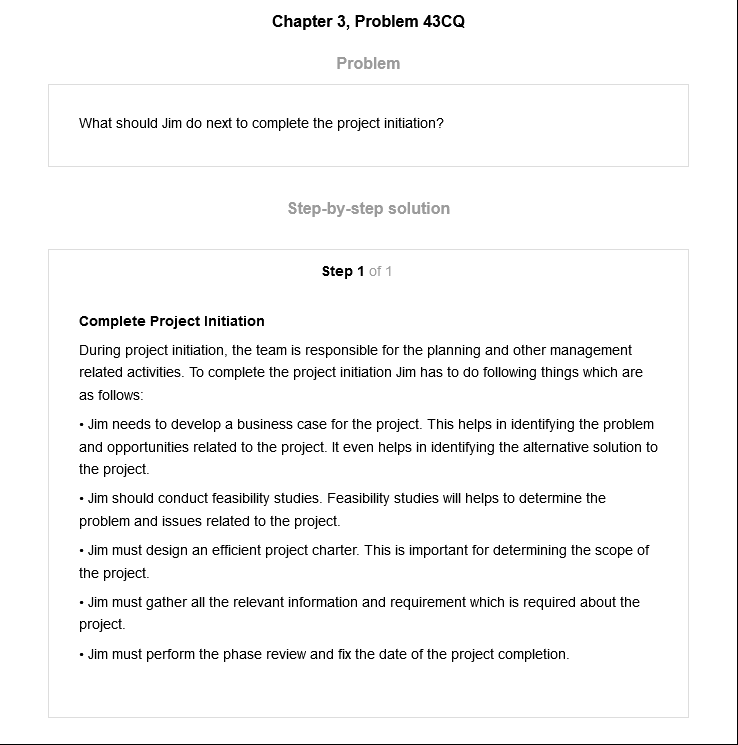 Chapter 3, Problem 43CQ
Problem
What should Jim do next to complete the project initiation?
Step-by-step solution
Step 1 of 1
Complete Project Initiation
During project initiation, the team is responsible for the planning and other management
related activities. To complete the project initiation Jim has to do following things which are
as follows:
• Jim needs to develop a business case for the project. This helps in identifying the problem
and opportunities related to the project. It even helps in identifying the alternative solution to
the project.
• Jim should conduct feasibility studies. Feasibility studies will helps to determine the
problem and issues related to the project.
• Jim must design an efficient project charter. This is important for determining the scope of
the project.
• Jim must gather all the relevant information and requirement which is required about the
project.
• Jim must perform the phase review and fix the date of the project completion.